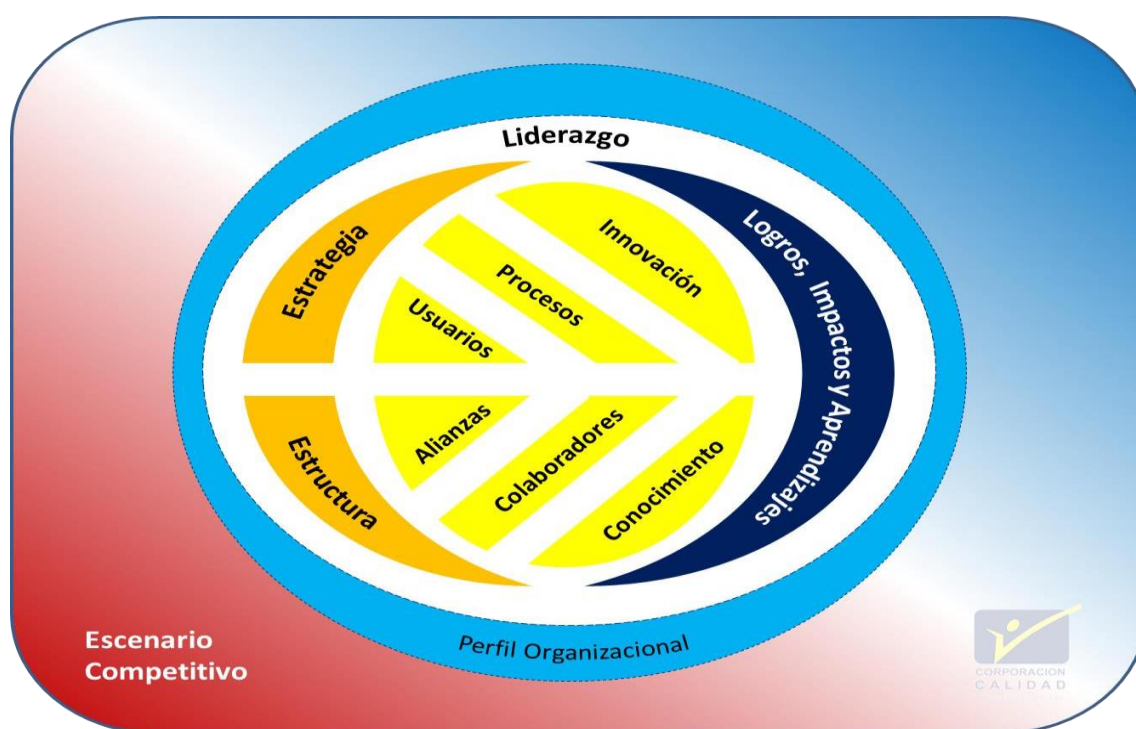 Liderazgo
Estrategia
Innovación
Procesos
Usuarios
Logros, Impactos y Aprendizajes
Estructura
Alianzas
Colaboradores
Conocimiento
Perfil Organizacional
Escenario
Competitivo
CORPORACION
CALIDAD